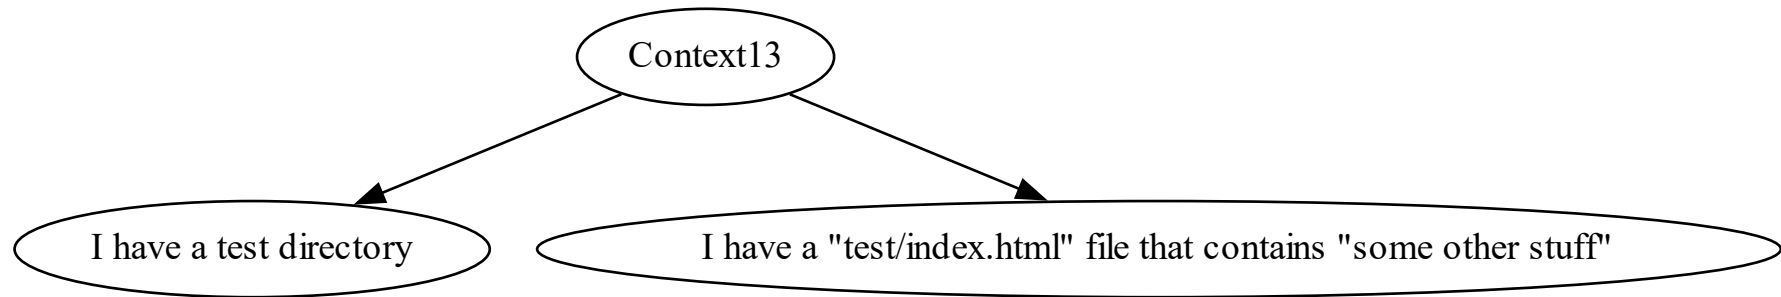 Context13
I have a test directory
I have a "test/index.html" file that contains "some other stuff"